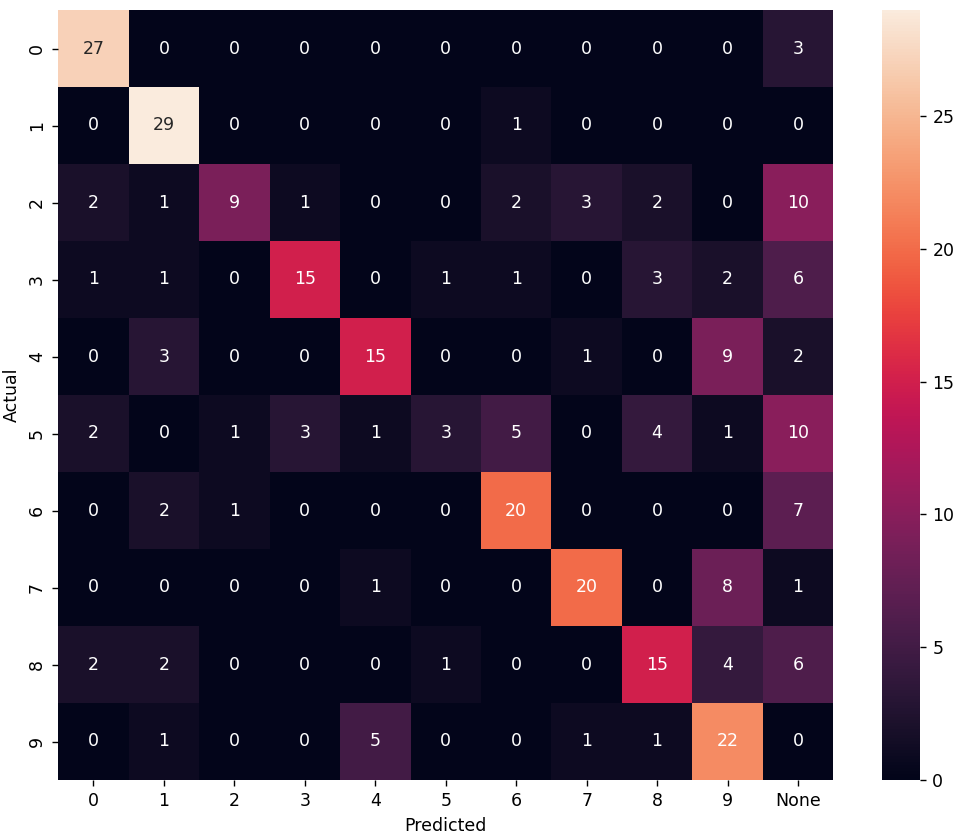 0 27 0 0 0 0 0 0 0 0 0 3
1 0 29 0 0 0 0 1 0 0 0 0
2 2 1 9 1 0 0 2 3 2 0 10
3 1 1 0 15 0 1 1 0 3 2 6
4 0 3 0 0 15 0 0 1 0 9 2
5 2 0 1 3 1 3 5 0 4 1 10
6 0 2 1 0 0 0 20 0 0 0 7
7 0 0 0 0 1 0 0 20 0 8 1
8 2 2 0 0 0 1 0 0 15 4 6
9 0 1 0 0 5 0 0 1 1 22 0
0 1 2 3 4 5 6 7 8 9 None
Predicted
Actual
25
20
15
10
5
0